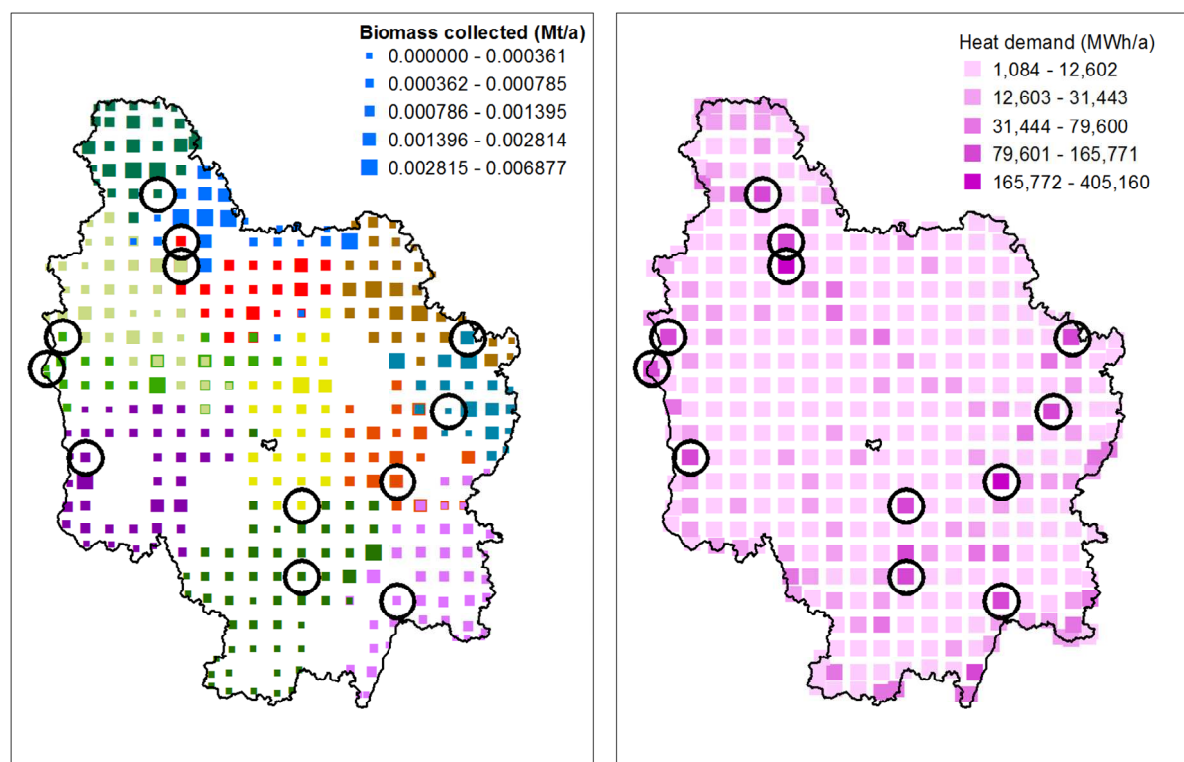 Biomass collected (Mt/a)
0.000000 - 0.000361
0.000362 - 0.000785
0.000786 - 0.001395
0.001396 - 0.002814
0.002815 - 0.006877
Heat demand (MWh/a)
1,084 - 12,602
12,603 - 31,443
31,444 - 79,600
79,601 - 165,771
165,772 - 405,160